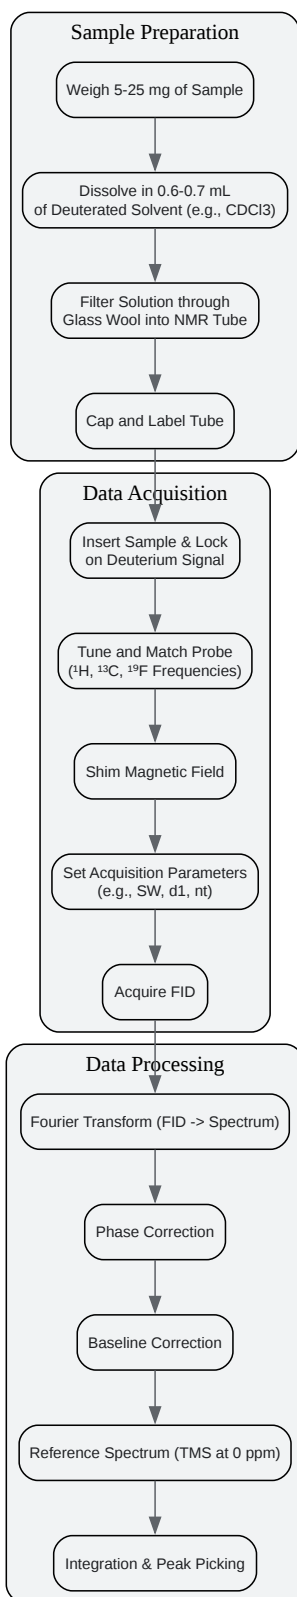 Sample Preparation
Weigh 5-25 mg of Sample
Dissolve in 0.6-0.7 mL
of Deuterated Solvent (e.g., CDCl3)
Filter Solution through
Glass Wool into NMR Tube
Cap and Label Tube
Data Acquisition
Insert Sample & Lock
on Deuterium Signal
Tune and Match Probe
(¹H, ¹³C, ¹⁹F Frequencies)
Shim Magnetic Field
Set Acquisition Parameters
(e.g., SW, d1, nt)
Acquire FID
Data Processing
Fourier Transform (FID -> Spectrum)
Phase Correction
Baseline Correction
Reference Spectrum (TMS at 0 ppm)
Integration & Peak Picking